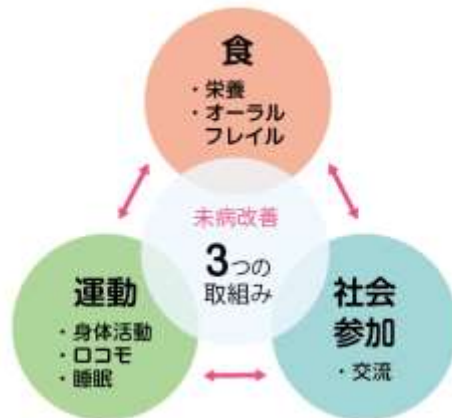 食
・栄養
・オーラル
フレイル
未病改善
3つの
取組み
運動
・身体活動
・ロコモ
・睡眠
社会
参加
・交流